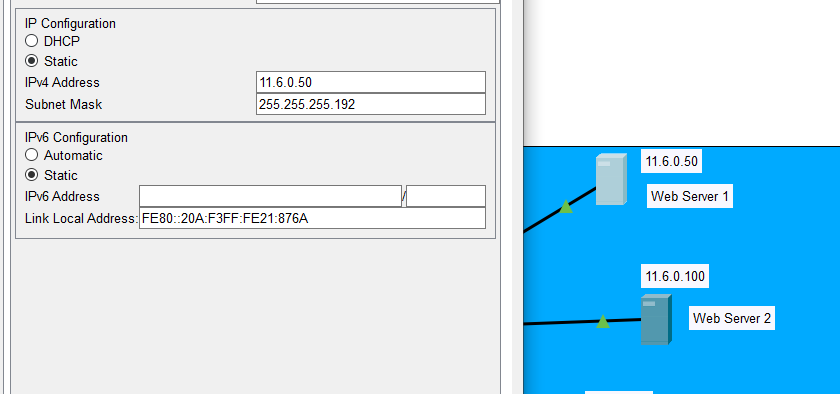 IP Configuration
DHCP
Static
IPv4 Address 11.6.0.50
Subnet Mask 255.255.255.192
IPv6 Configuration
Automatic
Static
IPv6 Address /
Link Local Address: FE80::20A:F3FF:FE21:876A
11.6.0.50
Web Server 1
11.6.0.100
Web Server 2